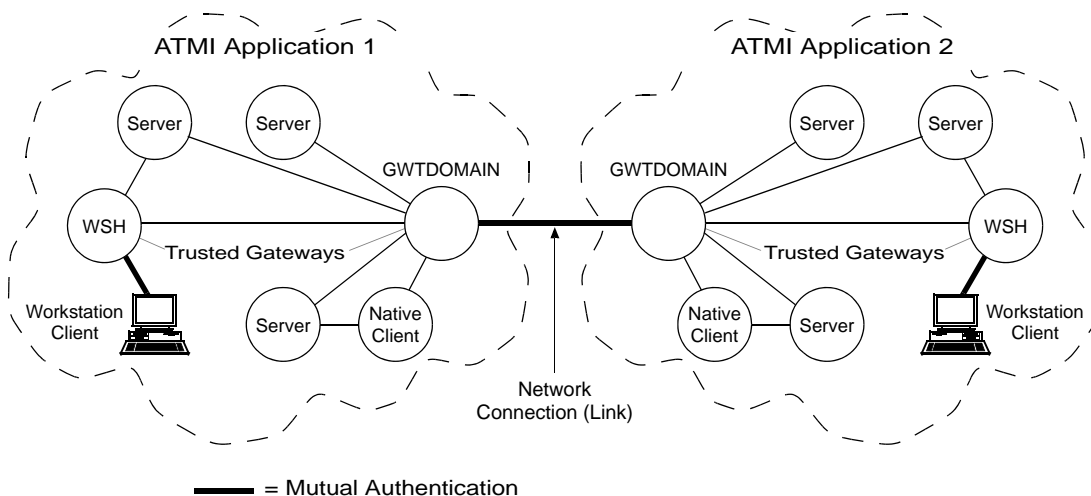 ATMI Application 1
ATMI Application 2
Server
Server
Server
Server
GWTDOMAIN
GWTDOMAIN
WSH
WSH
Trusted Gateways
Trusted Gateways
Workstation
Client
Server
Native
Client
Native
Client
Server
Workstation
Client
Network
Connection (Link)
= Mutual Authentication